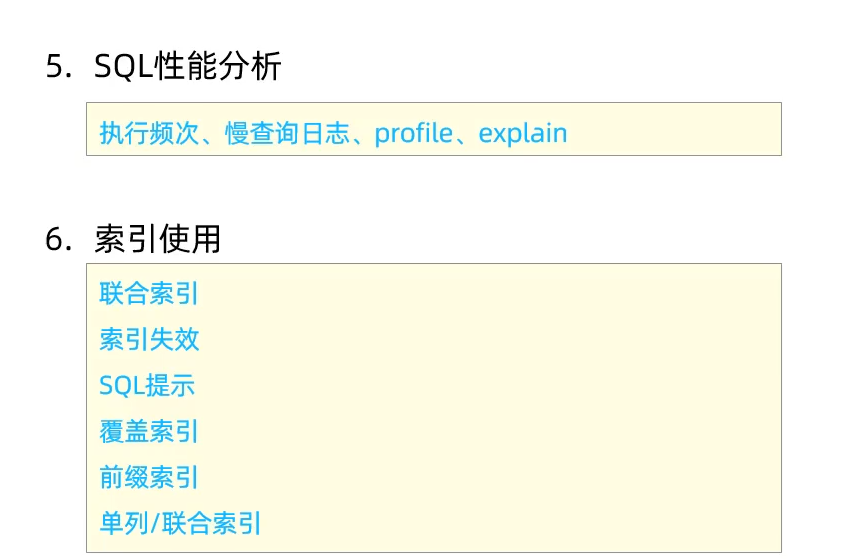 5. SQL性能分析
执行频次、慢查询日志、profile、explain
6. 索引使用
联合索引
索引失效
SQL提示
覆盖索引
前缀索引
单列/联合索引